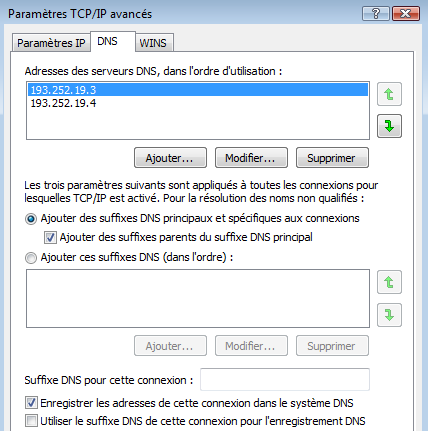 Paramètres TCP/IP avancés
Paramètres IP
DNS
WINS
Adresses des serveurs DNS, dans l'ordre d'utilisation :
193.252.19.3
193.252.19.4
Ajouter...
Modifier...
Supprimer
Les trois paramètres suivants sont appliqués à toutes les connexions pour
lesquelles TCP/IP est activé. Pour la résolution des noms non qualifiés :
Ajouter des suffixes DNS principaux et spécifiques aux connexions
Ajouter des suffixes parents du suffixe DNS principal
Ajouter ces suffixes DNS (dans l'ordre) :
Ajouter...
Modifier...
Supprimer
Suffixe DNS pour cette connexion :
Enregistrer les adresses de cette connexion dans le système DNS
Utiliser le suffixe DNS de cette connexion pour l'enregistrement DNS